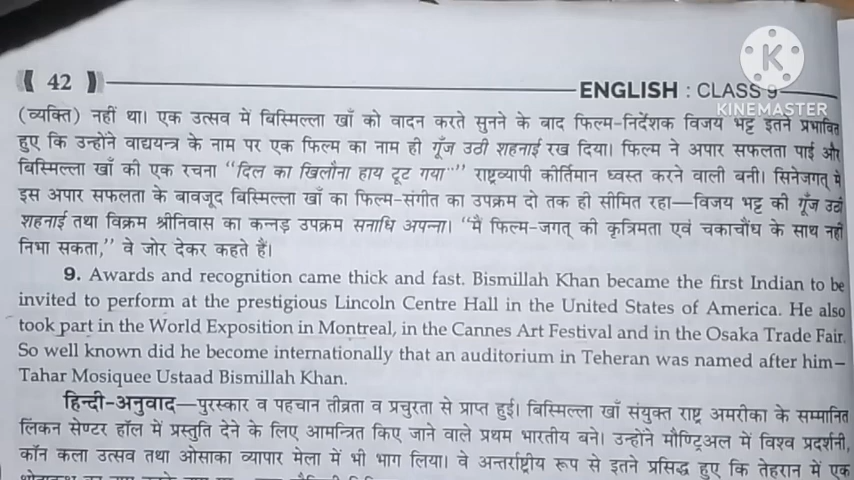 42
ENGLISH : CLASS 9
K
KINEMASTER
(व्यक्ति) नहीं था। एक उत्सव में बिस्मिल्ला खाँ को वादन करते सुनने के बाद फिल्म-निर्देशक विजय भट्ट इतने प्रभावित
हुए कि उन्होंने वाद्ययन्त्र के नाम पर एक फिल्म का नाम ही गूँज उठी शहनाई रख दिया। फिल्म ने अपार सफलता पाई और
बिस्मिल्ला खाँ की एक रचना “दिल का खिलौना हाय टूट गया”” राष्ट्रव्यापी कीर्तिमान ध्वस्त करने वाली बनी। सिनेजगत् में
इस अपार सफलता के बावजूद बिस्मिल्ला खाँ का फिल्म-संगीत का उपक्रम दो तक ही सीमित रहा—विजय भट्ट की गूँज उठी
शहनाई तथा विक्रम श्रीनिवास का कन्नड़ उपक्रम सनाधि अपन्ना। “मैं फिल्म-जगत् की कृत्रिमता एवं चकाचौंध के साथ नहीं
निभा सकता,” वे जोर देकर कहते हैं।
9. Awards and recognition came thick and fast. Bismillah Khan became the first Indian to be
invited to perform at the prestigious Lincoln Centre Hall in the United States of America. He also
took part in the World Exposition in Montreal, in the Cannes Art Festival and in the Osaka Trade Fair.
So well known did he become internationally that an auditorium in Teheran was named after him—
Tahar Mosiquee Ustaad Bismillah Khan.
हिन्दी-अनुवाद—पुरस्कार व पहचान तीव्रता व प्रचुरता से प्राप्त हुई। बिस्मिल्ला खाँ संयुक्त राष्ट्र अमरीका के सम्मानित
लिंकन सेण्टर हॉल में प्रस्तुति देने के लिए आमन्त्रित किए जाने वाले प्रथम भारतीय बने। उन्होंने मौण्ट्रिअल में विश्व प्रदर्शनी,
कॉन कला उत्सव तथा ओसाका व्यापार मेला में भी भाग लिया। वे अन्तर्राष्ट्रीय रूप से इतने प्रसिद्ध हुए कि तेहरान में एक